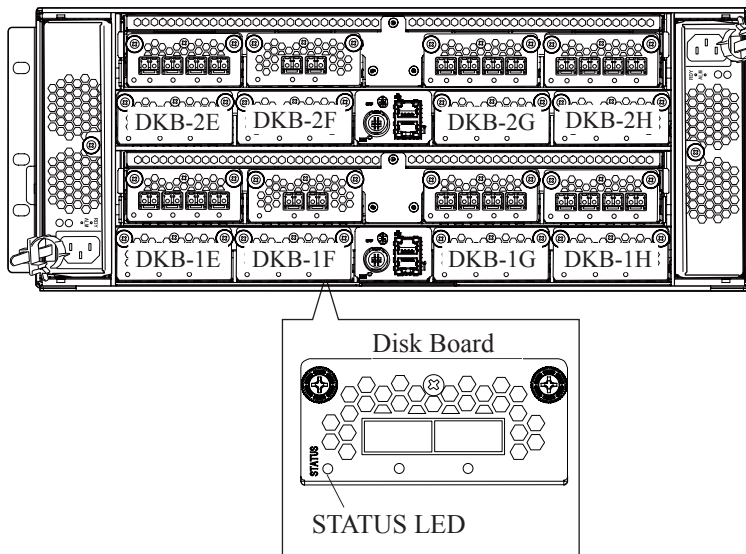 DKB-2E DKB-2F DKB-2G DKB-2H
DKB-1E DKB-1F DKB-1G DKB-1H
Disk Board
STATUS
STATUS LED